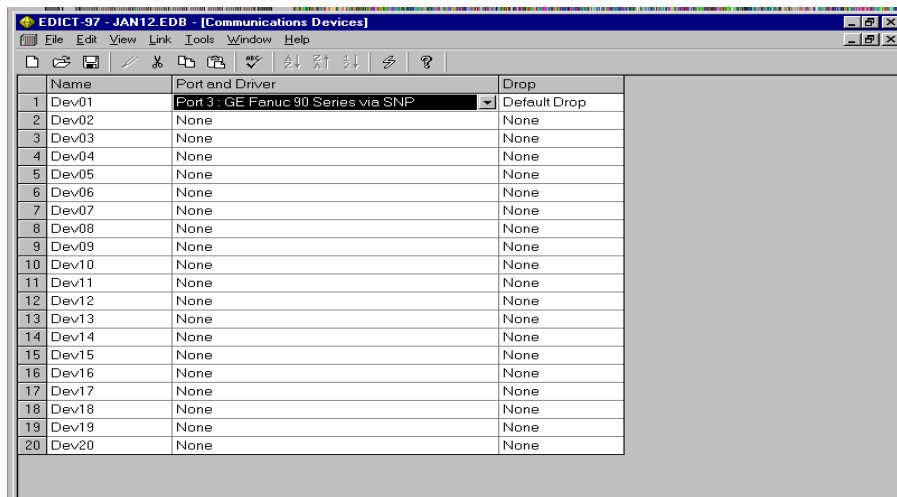 EDICT-97 - JAN12.EDB - [Communications Devices]
File Edit View Link Tools Window Help
Name Port and Driver Drop
1 Dev01 Port 3 : GE Fanuc 90 Series via SNP Default Drop
2 Dev02 None None
3 Dev03 None None
4 Dev04 None None
5 Dev05 None None
6 Dev06 None None
7 Dev07 None None
8 Dev08 None None
9 Dev09 None None
10 Dev10 None None
11 Dev11 None None
12 Dev12 None None
13 Dev13 None None
14 Dev14 None None
15 Dev15 None None
16 Dev16 None None
17 Dev17 None None
18 Dev18 None None
19 Dev19 None None
20 Dev20 None None